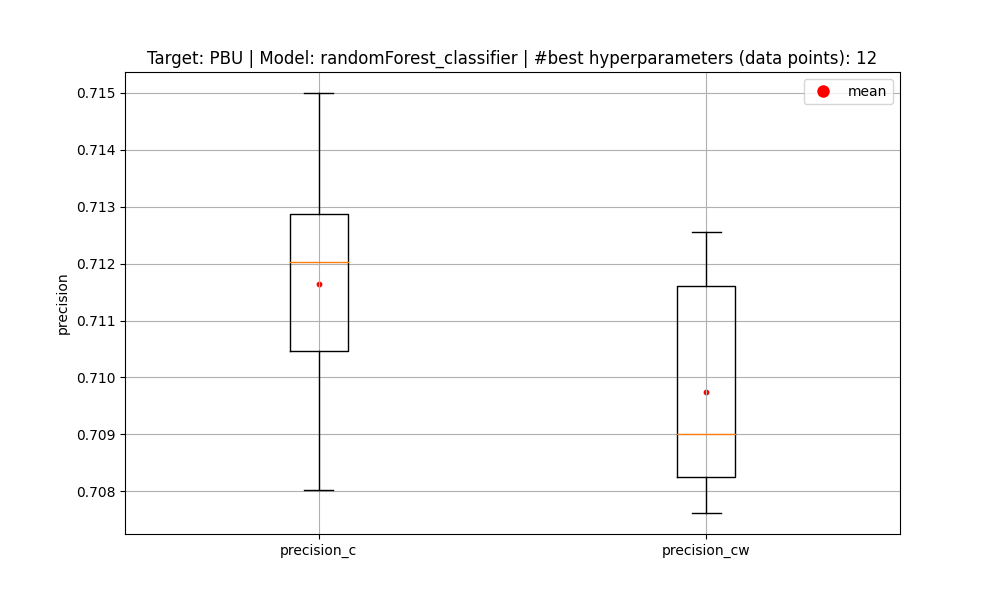 Target: PBU | Model: randomForest_classifier | #best hyperparameters (data points): 12
mean
0.715
0.714
0.713
0.712
0.711
0.710
0.709
0.708
precision
precision_c
precision_cw